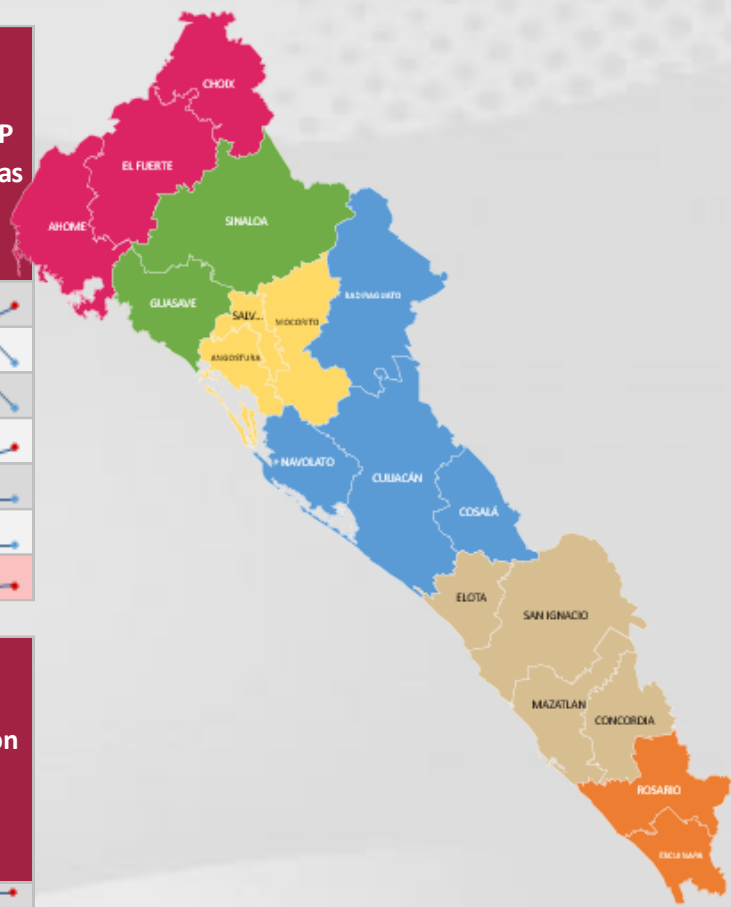 P
as
ón
CHOIX
EL FUERTE
AHOME
SINALOA
GUASAVE
BADIRAGUATO
SALV...
MOCORITO
ANGOSTURA
NAVOLATO
CULIACÁN
COSALÁ
ELOTA
SAN IGNACIO
MAZATLAN
CONCORDIA
ROSARIO
ESCUINAPA